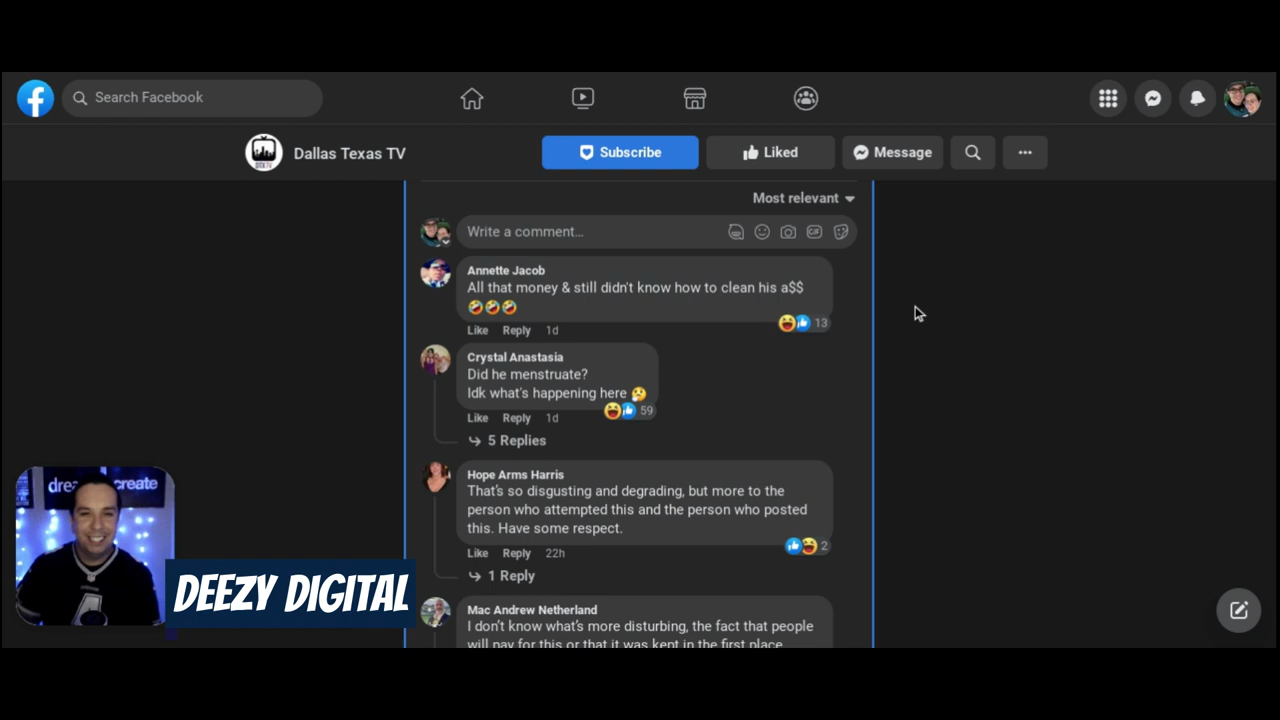 Search Facebook
Dallas Texas TV
Subscribe
Liked
Message
Most relevant
Write a comment...
GIF
Annette Jacob
All that money & still didn't know how to clean his a$$
🤣🤣🤣
13
Like Reply 1d
Crystal Anastasia
Did he menstruate?
Idk what's happening here 🤔
59
Like Reply 1d
5 Replies
Hope Arms Harris
That's so disgusting and degrading, but more to the
person who attempted this and the person who posted
this. Have some respect.
2
Like Reply 22h
1 Reply
Mac Andrew Netherland
I don't know what's more disturbing, the fact that people
will pay for this or that it was kept in the first place
create
DEEZY DIGITAL